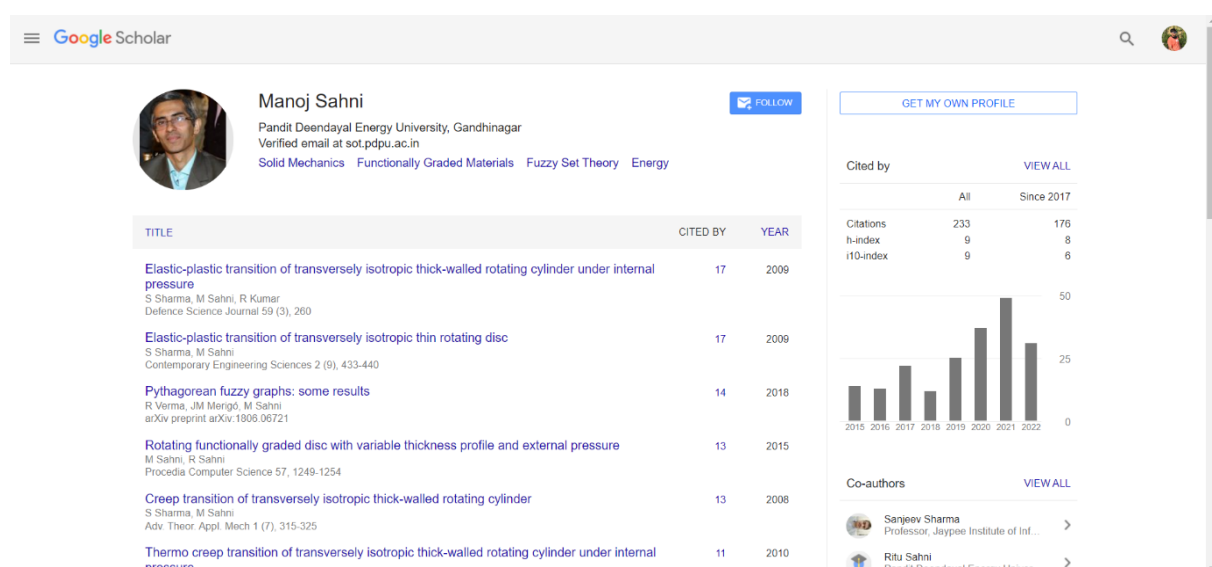 Google Scholar
Manoj Sahni
FOLLOW
Pandit Deendayal Energy University, Gandhinagar
Verified email at sot.pdpu.ac.in
Solid Mechanics Functionally Graded Materials Fuzzy Set Theory Energy
TITLE CITED BY YEAR
Elastic-plastic transition of transversely isotropic thick-walled rotating cylinder under internal 17 2009
pressure
S Sharma, M Sahni, R Kumar
Defence Science Journal 59 (3), 260
Elastic-plastic transition of transversely isotropic thin rotating disc 17 2009
S Sharma, M Sahni
Contemporary Engineering Sciences 2 (9), 433-440
Pythagorean fuzzy graphs: some results 14 2018
R Verma, JM Merigó, M Sahni
arXiv preprint arXiv:1806.06721
Rotating functionally graded disc with variable thickness profile and external pressure 13 2015
M Sahni, R Sahni
Procedia Computer Science 57, 1249-1254
Creep transition of transversely isotropic thick-walled rotating cylinder 13 2008
S Sharma, M Sahni
Adv. Theor. Appl. Mech 1 (7), 315-325
Thermo creep transition of transversely isotropic thick-walled rotating cylinder under internal 11 2010
pressure
GET MY OWN PROFILE
Cited by VIEW ALL
All Since 2017
Citations 233 176
h-index 9 8
i10-index 9 6
50
25
0
2015 2016 2017 2018 2019 2020 2021 2022
Co-authors VIEW ALL
Sanjeev Sharma
Professor, Jaypee Institute of Inf...
Ritu Sahni
Pandit Deendayal Energy Univer...